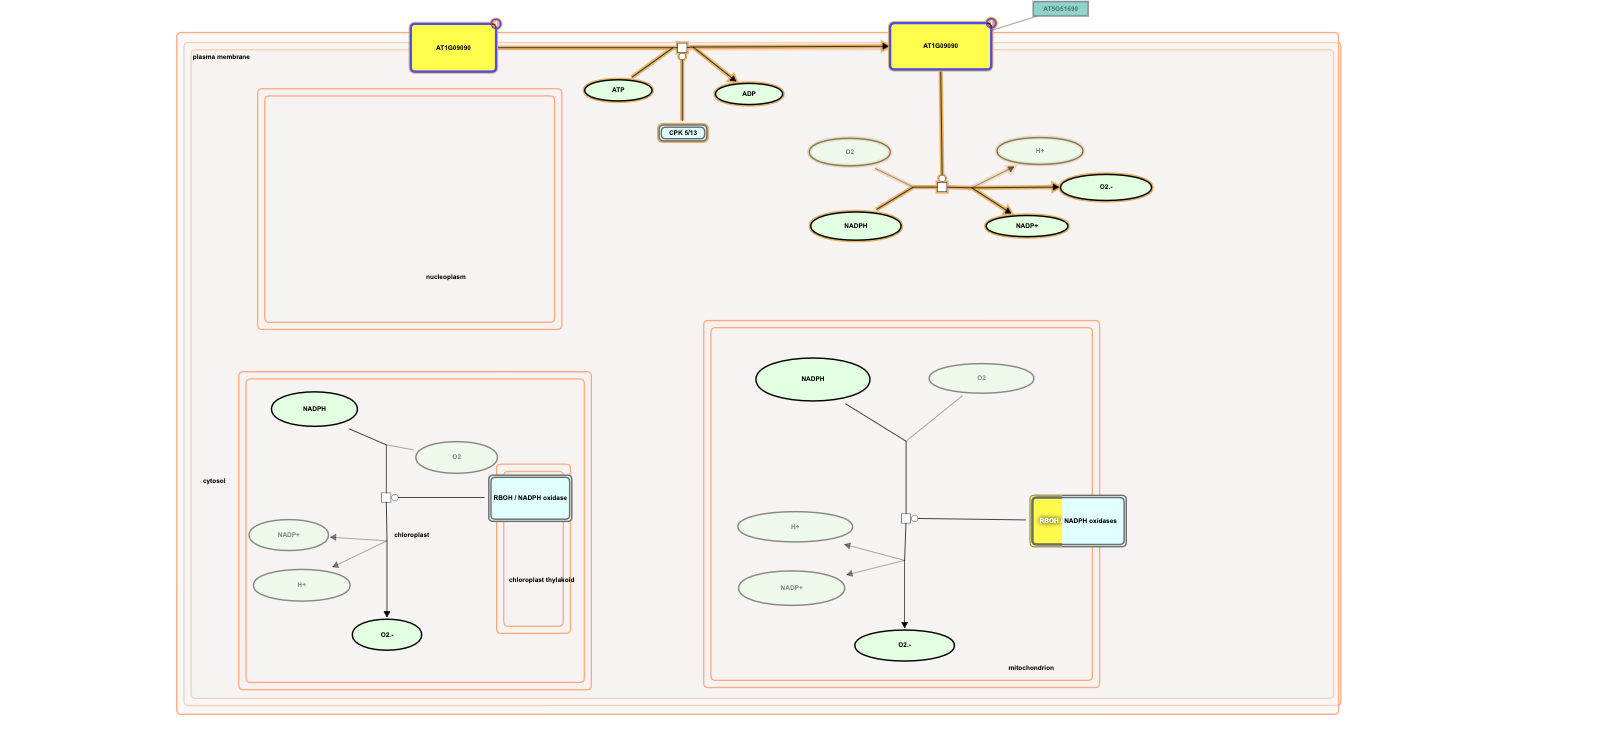 AT5G51690
AT1G09090
AT1G09090
plasma membrane
ATP
ADP
CPK 5/13
O2
H+
O2.-
NADPH
NADP+
nucleoplasm
NADPH
O2
NADPH
O2
cytosol
RBOH / NADPH oxidase
RBOH / NADPH oxidases
NADP+
chloroplast
H+
H+
chloroplast thylakoid
NADP+
O2.-
O2.-
mitochondrion